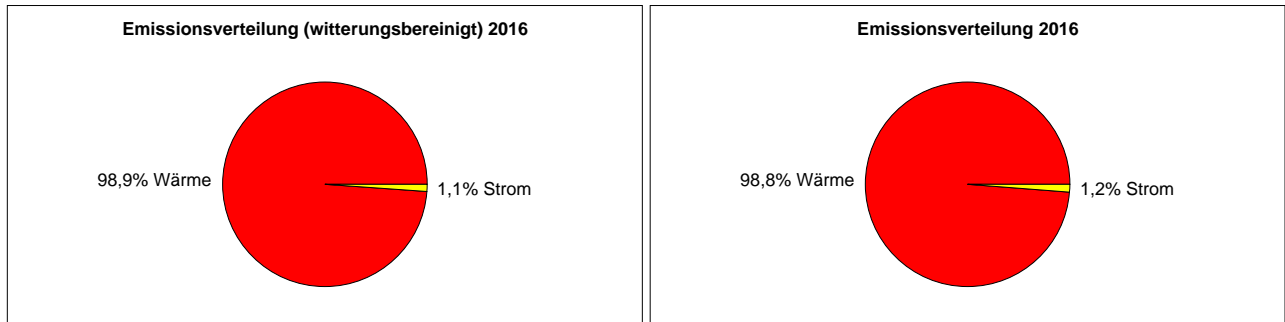 Emissionsverteilung (witterungsbereinigt) 2016
98,9% Wärme
1,1% Strom
Emissionsverteilung 2016
98,8% Wärme
1,2% Strom